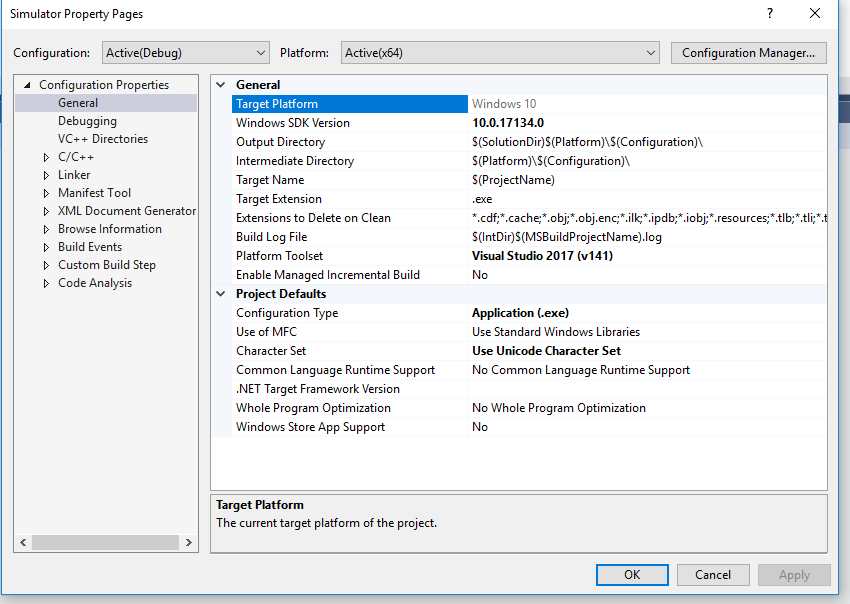 Simulator Property Pages
?
Configuration: Active(Debug) Platform: Active(x64) Configuration Manager...
Configuration Properties
General
Debugging
VC++ Directories
C/C++
Linker
Manifest Tool
XML Document Generator
Browse Information
Build Events
Custom Build Step
Code Analysis
General
Target Platform Windows 10
Windows SDK Version 10.0.17134.0
Output Directory $(SolutionDir)$(Platform)\$(Configuration)\
Intermediate Directory $(Platform)\$(Configuration)\
Target Name $(ProjectName)
Target Extension .exe
Extensions to Delete on Clean *.cdf;*.cache;*.obj;*.obj.enc;*.ilk;*.ipdb;*.iobj;*.resources;*.tlb;*.tli;*.t
Build Log File $(IntDir)$(MSBuildProjectName).log
Platform Toolset Visual Studio 2017 (v141)
Enable Managed Incremental Build No
Project Defaults
Configuration Type Application (.exe)
Use of MFC Use Standard Windows Libraries
Character Set Use Unicode Character Set
Common Language Runtime Support No Common Language Runtime Support
.NET Target Framework Version
Whole Program Optimization No Whole Program Optimization
Windows Store App Support No
Target Platform
The current target platform of the project.
OK Cancel Apply